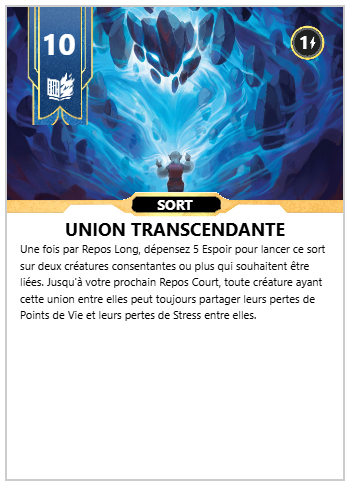 10
1
SORT
UNION TRANSCENDANTE
Une fois par Repos Long, dépensez 5 Espoir pour lancer ce sort
sur deux créatures consentantes ou plus qui souhaitent être
liées. Jusqu'à votre prochain Repos Court, toute créature ayant
cette union entre elles peut toujours partager leurs pertes de
Points de Vie et leurs pertes de Stress entre elles.